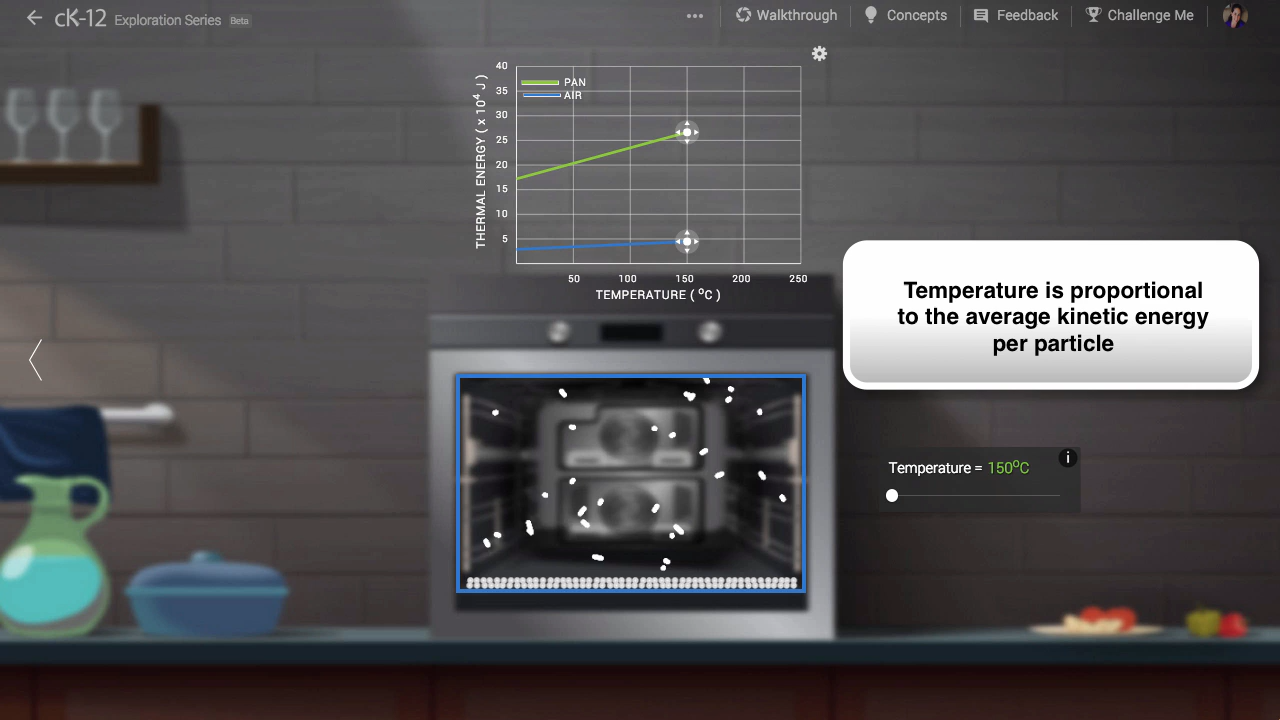 cK-12 Exploration Series Beta
••• Walkthrough Concepts Feedback Challenge Me
THERMAL ENERGY ( x 10⁴ J )
40
35
30
25
20
15
10
5
PAN
AIR
50 100 150 200 250
TEMPERATURE ( ⁰C )
Temperature is proportional
to the average kinetic energy
per particle
Temperature = 150⁰C
i